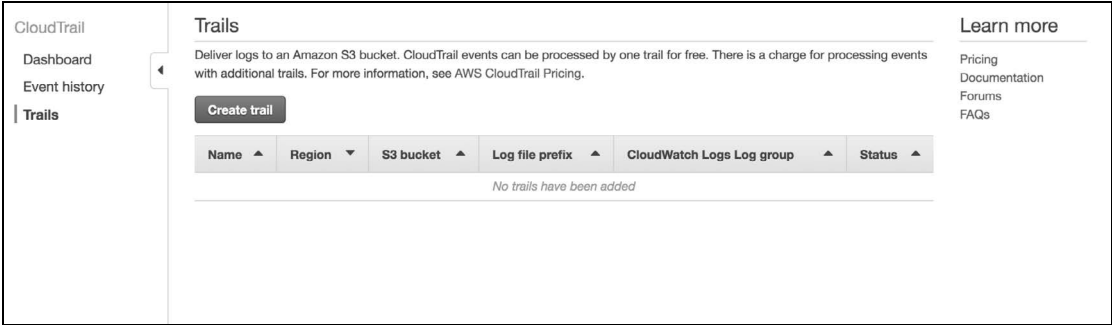 CloudTrail
Dashboard
Event history
Trails
Trails
Deliver logs to an Amazon S3 bucket. CloudTrail events can be processed by one trail for free. There is a charge for processing events
with additional trails. For more information, see AWS CloudTrail Pricing.
Create trail
Name Region S3 bucket Log file prefix CloudWatch Logs Log group Status
No trails have been added
Learn more
Pricing
Documentation
Forums
FAQs